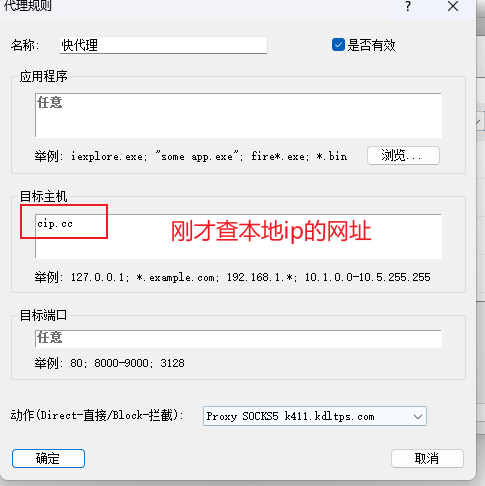 代理规则
?
名称:
快代理
是否有效
应用程序
任意
举例: iexplore.exe; "some app.exe"; fire*.exe; *.bin
浏览...
目标主机
cip.cc
刚才查本地ip的网址
举例: 127.0.0.1; *.example.com; 192.168.1.*; 10.1.0.0-10.5.255.255
目标端口
任意
举例: 80; 8000-9000; 3128
动作(Direct-直接/Block-拦截):
Proxy SOCKS5 k411.kdltps.com
确定
取消